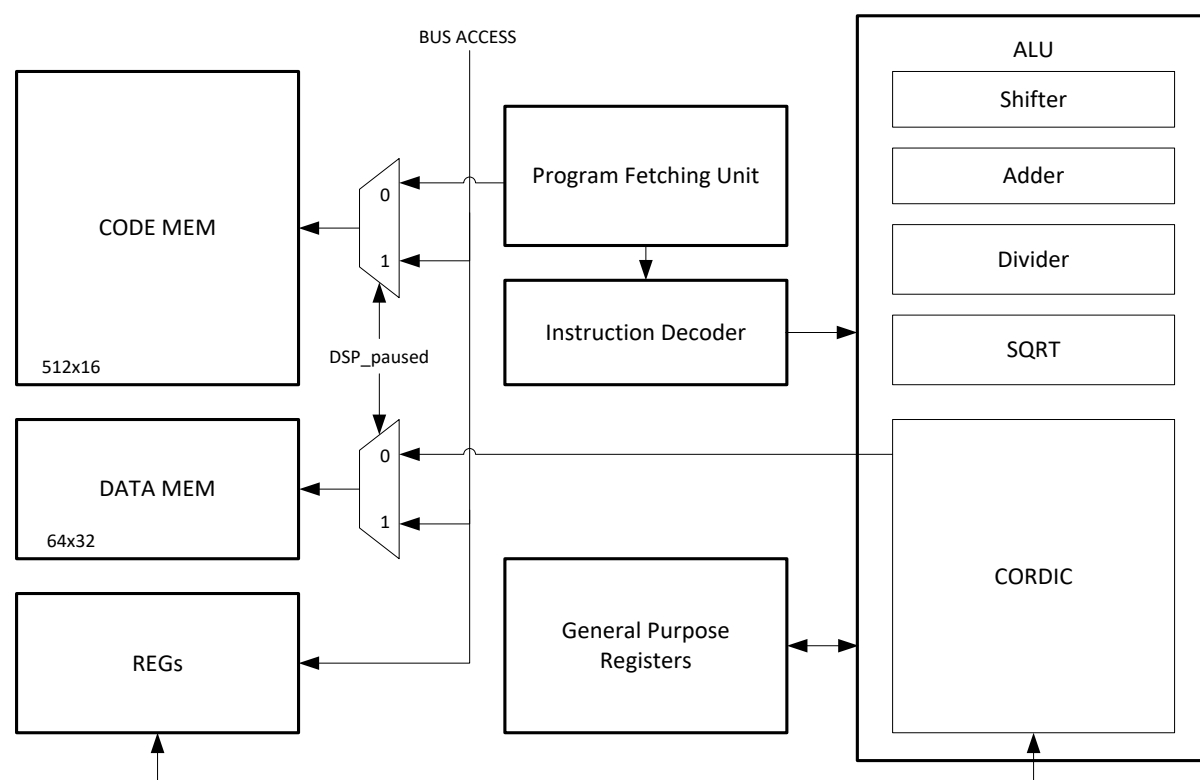 BUS ACCESS
CODE MEM
512x16
0
1
DSP_paused
DATA MEM
64x32
0
1
REGs
Program Fetching Unit
Instruction Decoder
General Purpose
Registers
ALU
Shifter
Adder
Divider
SQRT
CORDIC